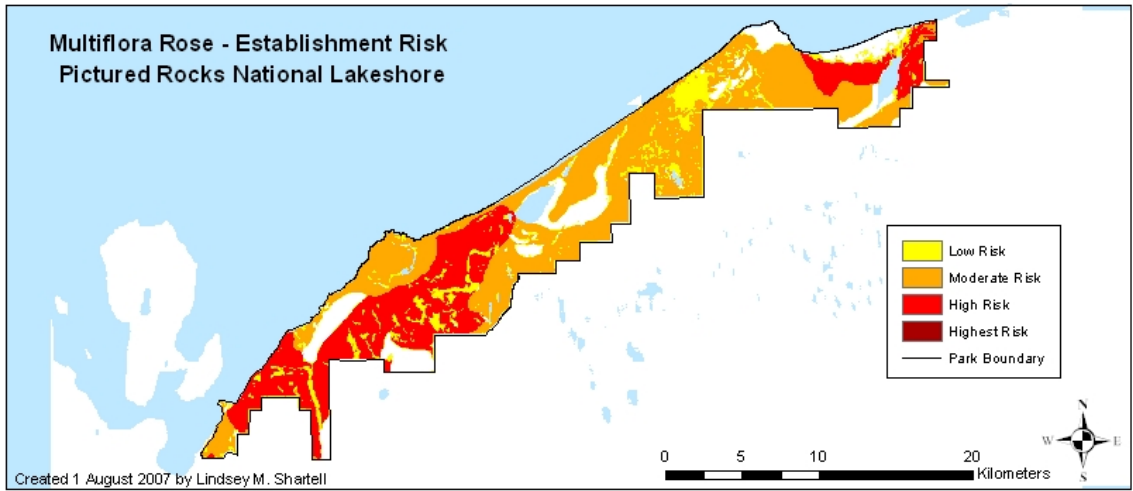 Multiflora Rose - Establishment Risk
Pictured Rocks National Lakeshore
Low Risk
Moderate Risk
High Risk
Highest Risk
Park Boundary
N
W E
S
0 5 10 20
Kilometers
Created 1 August 2007 by Lindsey M. Shartell